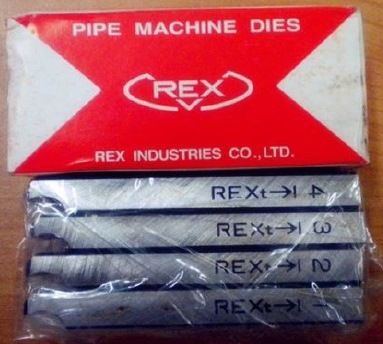 PIPE MACHINE DIES
REX
REX INDUSTRIES CO.,LTD.
REXt→| 4
REXt→| 3
REXt→| 2
REXt→| 1